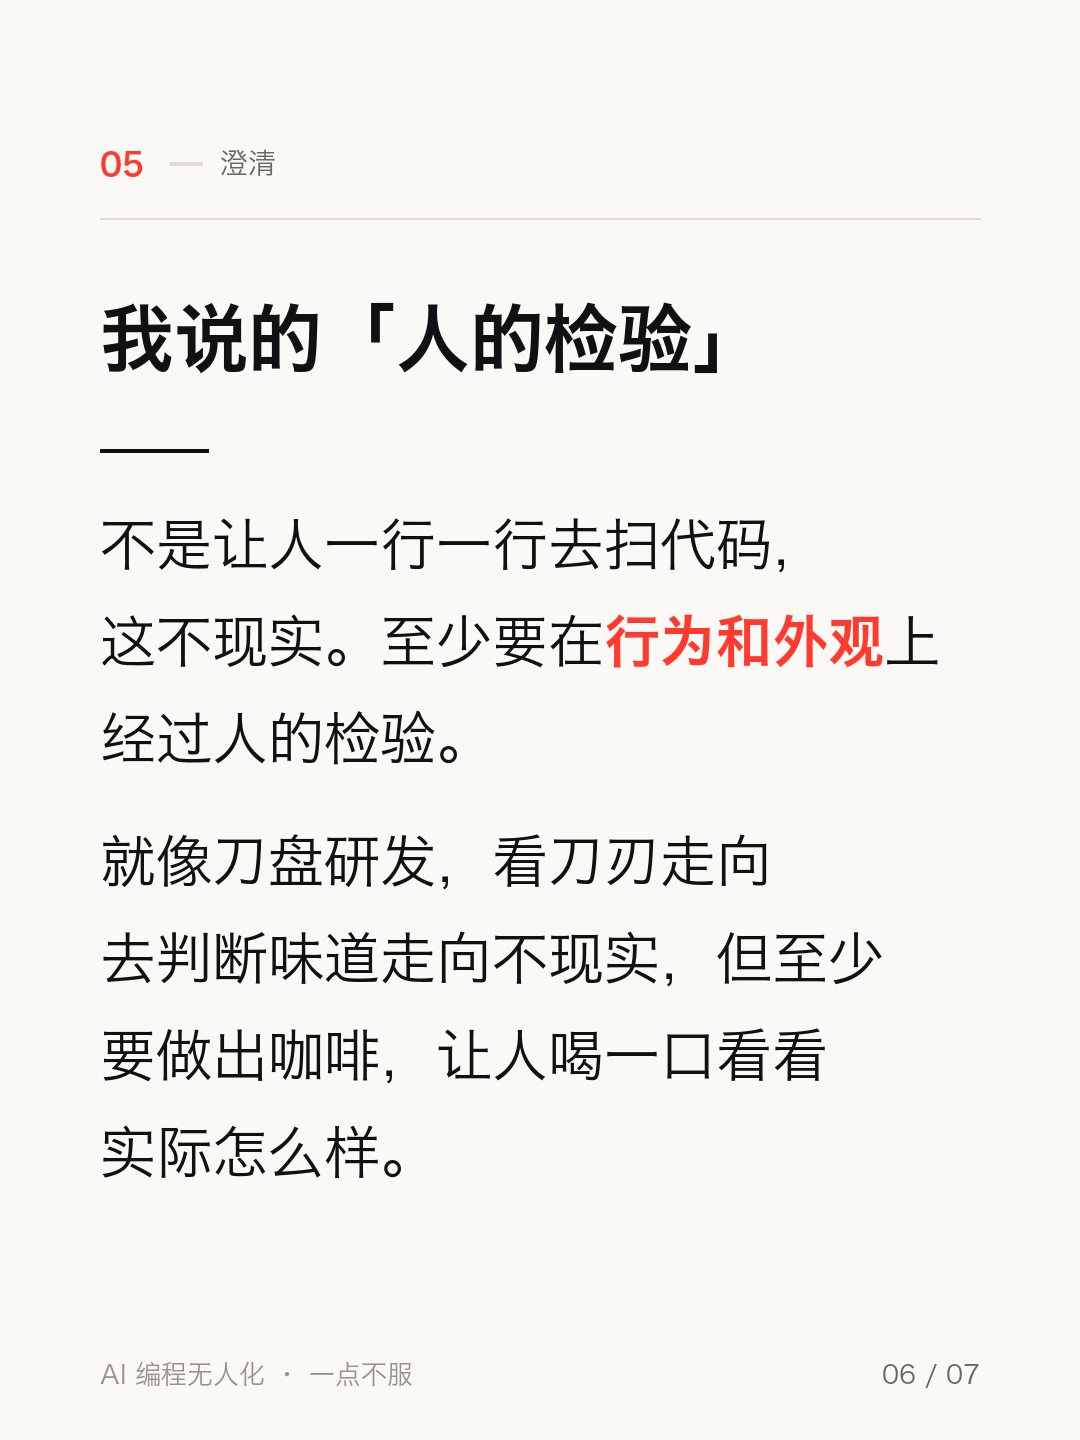 05 — 澄清
我说的「人的检验」
不是让人一行一行去扫代码,
这不现实。至少要在行为和外观上
经过人的检验。
就像刀盘研发, 看刀刃走向
去判断味道走向不现实, 但至少
要做出咖啡, 让人喝一口看看
实际怎么样。
AI 编程无人化 · 一点不服
06 / 07